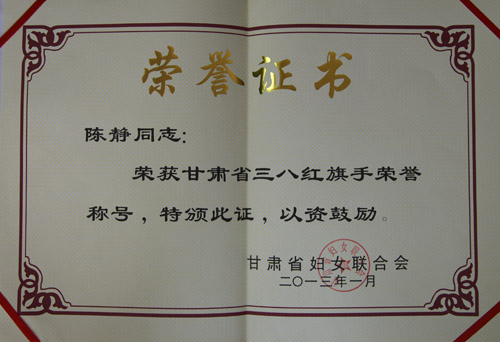 荣誉证书
陈静同志:
荣获甘肃省三八红旗手荣誉
称号，特颁此证，以资鼓励。
甘肃省妇女联合会
二〇一三年一月